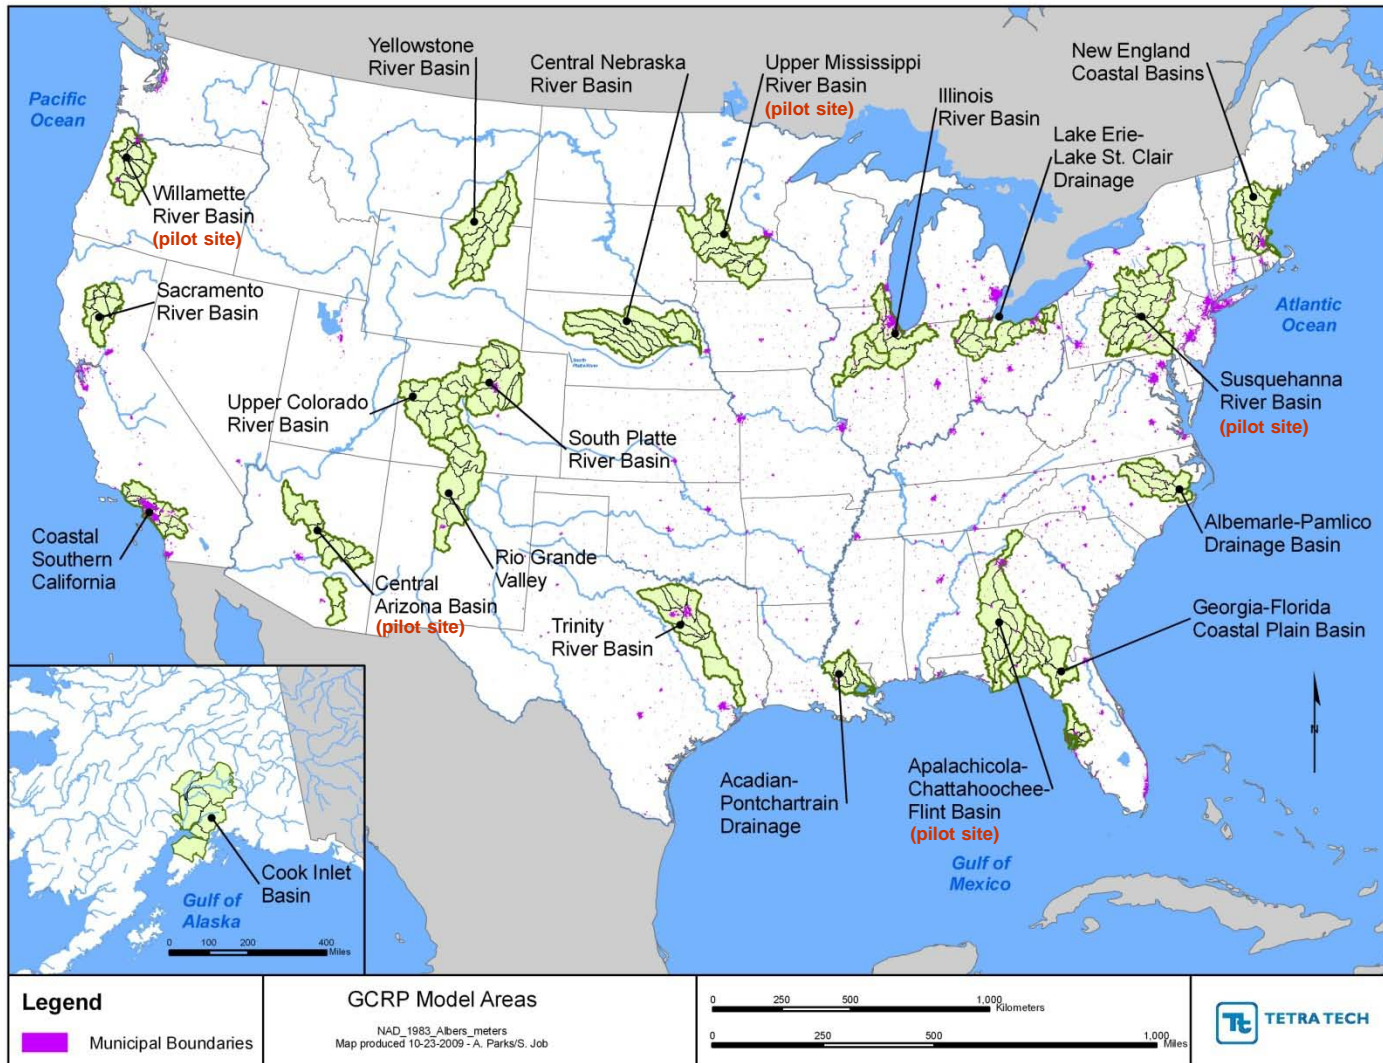 Yellowstone
River Basin
Central Nebraska
River Basin
Upper Mississippi
River Basin
(pilot site)
New England
Coastal Basins
Illinois
River Basin
Lake Erie-
Lake St. Clair
Drainage
Pacific
Ocean
Willamette
River Basin
(pilot site)
Sacramento
River Basin
Atlantic
Ocean
Susquehanna
River Basin
(pilot site)
Upper Colorado
River Basin
South Platte
River Basin
Platte River
Albemarle-Pamlico
Drainage Basin
Coastal
Southern
California
Rio Grande
Valley
Central
Arizona Basin
(pilot site)
Trinity
River Basin
Georgia-Florida
Coastal Plain Basin
Acadian-
Pontchartrain
Drainage
Apalachicola-
Chattahoochee-
Flint Basin
(pilot site)
Gulf of
Mexico
N
Cook Inlet
Basin
Gulf of
Alaska
0 100 200 400
Miles
Legend
Municipal Boundaries
GCRP Model Areas
NAD_1983_Albers_meters
Map produced 10-23-2009 - A. Parks/S. Job
0 250 500 1,000
Kilometers
0 250 500 1,000
Miles
Tt TETRA TECH